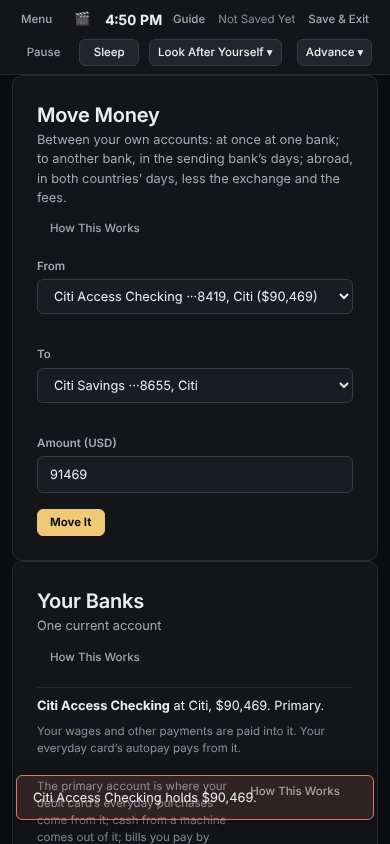 Menu 🎬 4:50 PM Guide Not Saved Yet Save & Exit
Pause Sleep Look After Yourself ▾ Advance ▾
Move Money
Between your own accounts: at once at one bank;
to another bank, in the sending bank’s days; abroad,
in both countries’ days, less the exchange and the
fees.
How This Works
From
Citi Access Checking ···8419, Citi ($90,469)
To
Citi Savings ···8655, Citi
Amount (USD)
91469
Move It
Your Banks
One current account
How This Works
Citi Access Checking at Citi, $90,469. Primary.
Your wages and other payments are paid into it. Your
everyday card’s autopay pays from it.
The primary account is where your
How This Works
debit card’s everyday purchases
Citi Access Checking holds $90,469.
come from it; cash from a machine
comes out of it; bills you pay by